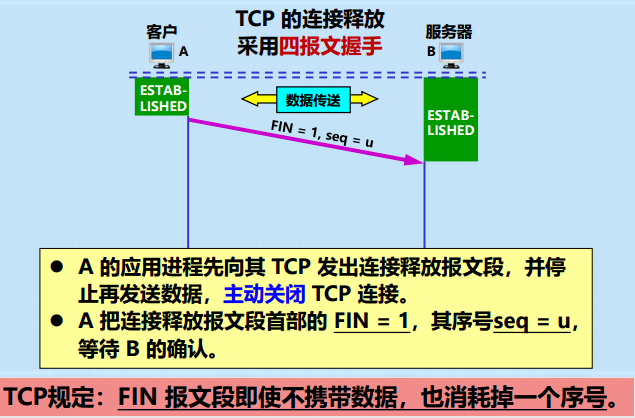 TCP 的连接释放
采用四报文握手
客户
A
服务器
B
ESTAB-
LISHED
数据传送
ESTAB-
LISHED
FIN = 1, seq = u
● A 的应用进程先向其 TCP 发出连接释放报文段，并停
止再发送数据，主动关闭 TCP 连接。
● A 把连接释放报文段首部的 FIN = 1，其序号seq = u，
等待 B 的确认。
TCP规定：FIN 报文段即使不携带数据，也消耗掉一个序号。